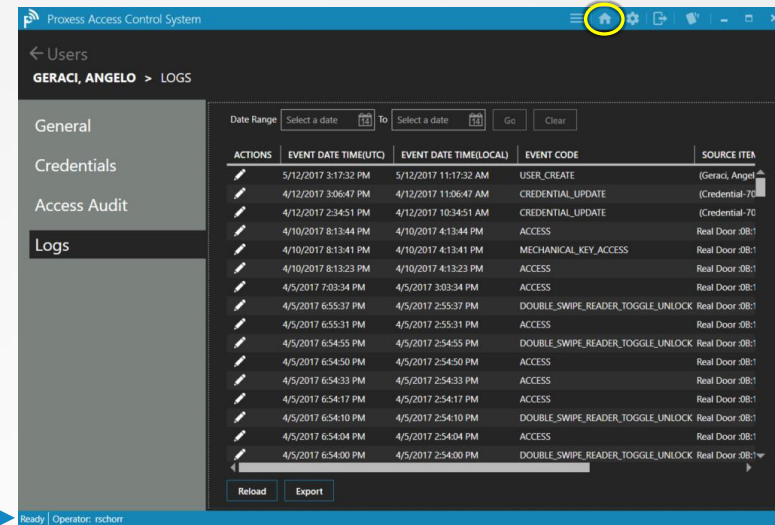 Proxess Access Control System
Users
GERACI, ANGELO > LOGS
General
Credentials
Access Audit
Logs
Date Range Select a date 14 To Select a date 14 Go Clear
ACTIONS EVENT DATE TIME(UTC) EVENT DATE TIME(LOCAL) EVENT CODE SOURCE ITEM
5/12/2017 3:17:32 PM 5/12/2017 11:17:32 AM USER_CREATE (Geraci, Angel
4/12/2017 3:06:47 PM 4/12/2017 11:06:47 AM CREDENTIAL_UPDATE (Credential-70
4/12/2017 2:34:51 PM 4/12/2017 10:34:51 AM CREDENTIAL_UPDATE (Credential-70
4/10/2017 8:13:44 PM 4/10/2017 4:13:44 PM ACCESS Real Door :08:1
4/10/2017 8:13:41 PM 4/10/2017 4:13:41 PM MECHANICAL_KEY_ACCESS Real Door :08:1
4/10/2017 8:13:23 PM 4/10/2017 4:13:23 PM ACCESS Real Door :08:1
4/5/2017 7:03:34 PM 4/5/2017 3:03:34 PM ACCESS Real Door :08:1
4/5/2017 6:55:37 PM 4/5/2017 2:55:37 PM DOUBLE_SWIPE_READER_TOGGLE_UNLOCK Real Door :08:1
4/5/2017 6:55:31 PM 4/5/2017 2:55:31 PM ACCESS Real Door :08:1
4/5/2017 6:54:55 PM 4/5/2017 2:54:55 PM DOUBLE_SWIPE_READER_TOGGLE_UNLOCK Real Door :08:1
4/5/2017 6:54:50 PM 4/5/2017 2:54:50 PM ACCESS Real Door :08:1
4/5/2017 6:54:33 PM 4/5/2017 2:54:33 PM ACCESS Real Door :08:1
4/5/2017 6:54:17 PM 4/5/2017 2:54:17 PM ACCESS Real Door :08:1
4/5/2017 6:54:10 PM 4/5/2017 2:54:10 PM DOUBLE_SWIPE_READER_TOGGLE_UNLOCK Real Door :08:1
4/5/2017 6:54:04 PM 4/5/2017 2:54:04 PM ACCESS Real Door :08:1
4/5/2017 6:54:00 PM 4/5/2017 2:54:00 PM DOUBLE_SWIPE_READER_TOGGLE_UNLOCK Real Door :08:1
Reload Export
Ready Operator: rschorr